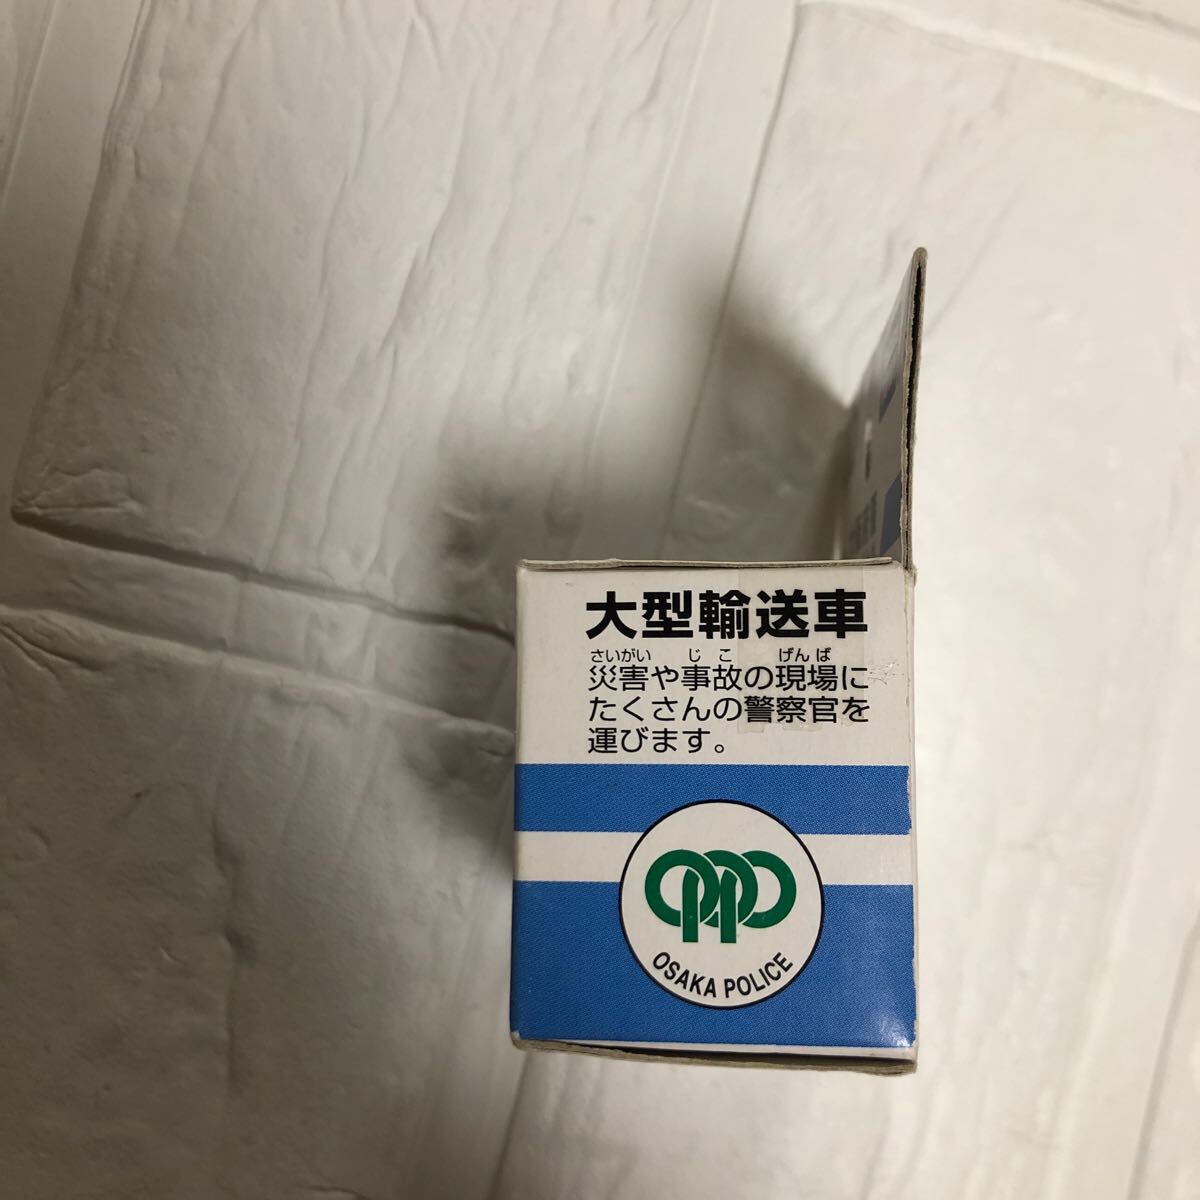 大型輸送車
さいがい じこ げんば
災害や事故の現場に
たくさんの警察官を
運びます。
OPP
OSAKA POLICE